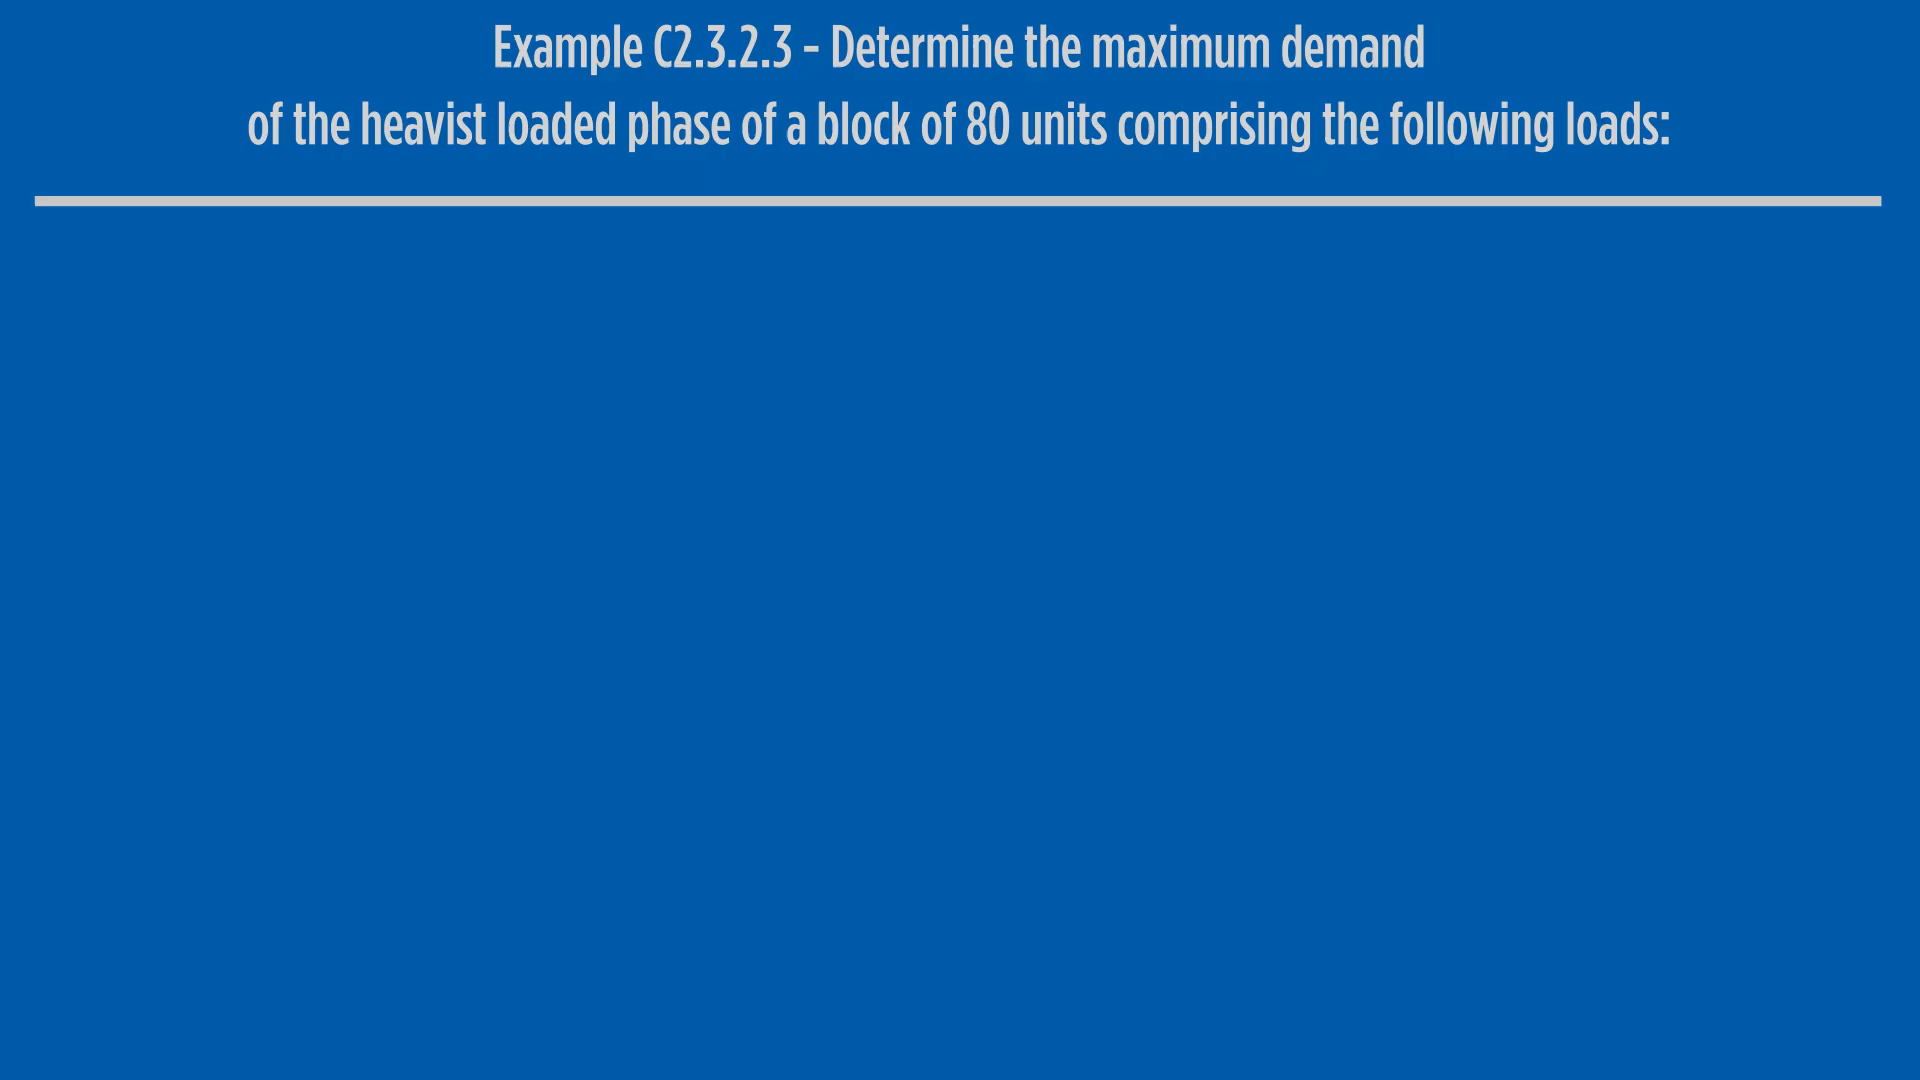 Example C2.3.2.3 – Determine the maximum demand
of the heavist loaded phase of a block of 80 units comprising the following loads: